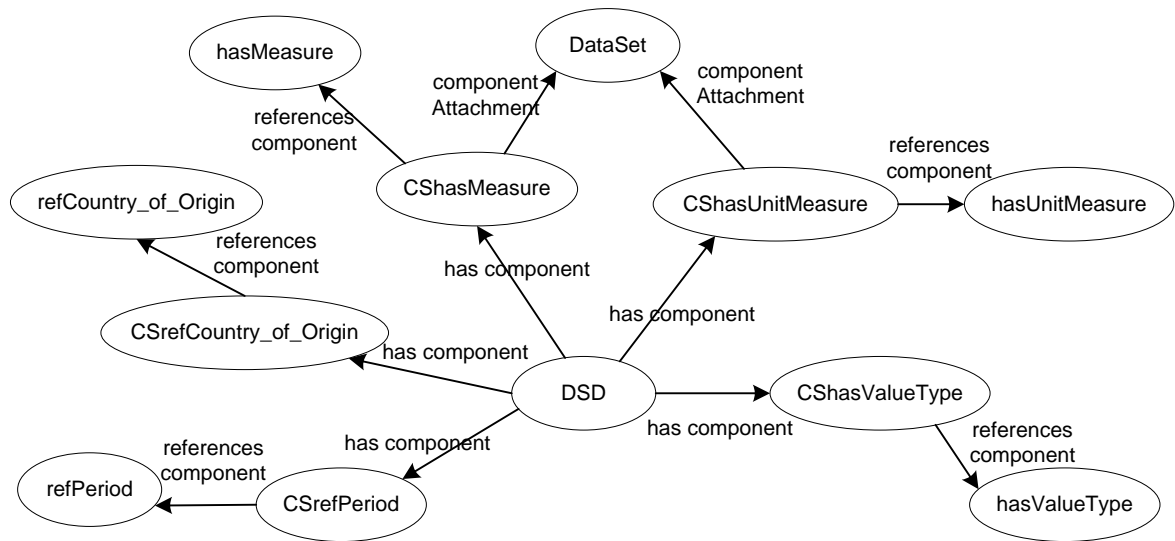 hasMeasure
DataSet
component
Attachment
component
Attachment
references
component
references
component
CShasMeasure
refCountry_of_Origin
CShasUnitMeasure
hasUnitMeasure
references
component
has component
has component
CSrefCountry_of_Origin
has component
DSD
CShasValueType
has component
has component
references
component
references
component
refPeriod
CSrefPeriod
hasValueType